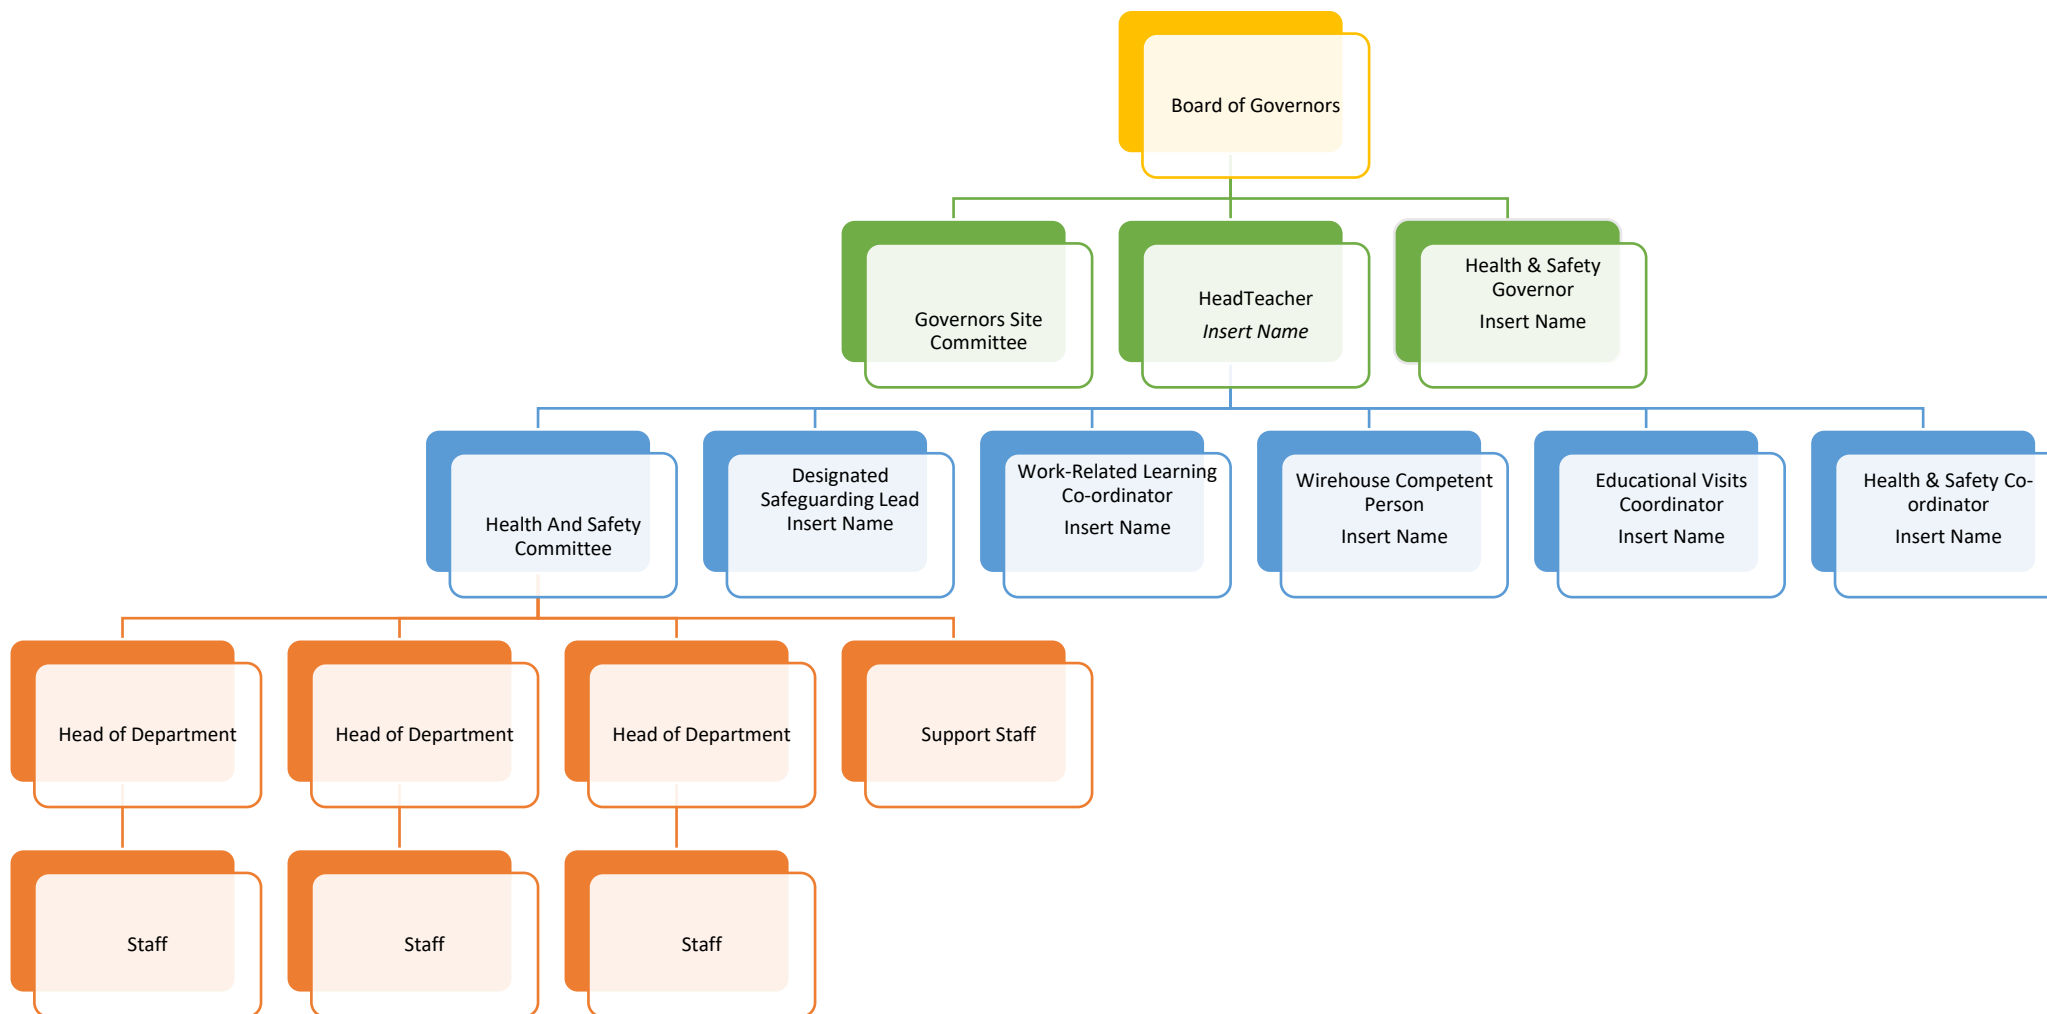 Board of Governors
Governors Site
Committee
HeadTeacher
Insert Name
Health & Safety
Governor
Insert Name
Health And Safety
Committee
Designated
Safeguarding Lead
Insert Name
Work-Related Learning
Co-ordinator
Insert Name
Wirehouse Competent
Person
Insert Name
Educational Visits
Coordinator
Insert Name
Health & Safety Co-
ordinator
Insert Name
Head of Department
Head of Department
Head of Department
Support Staff
Staff
Staff
Staff